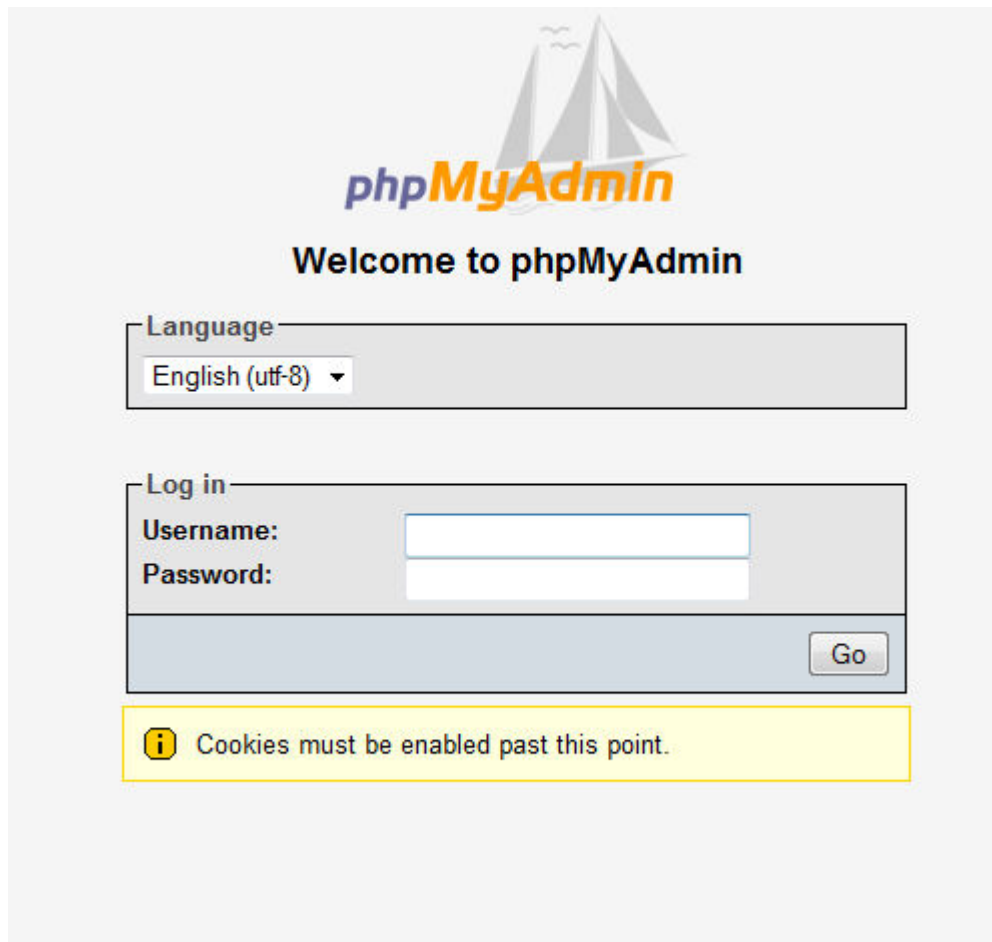 phpMyAdmin
Welcome to phpMyAdmin
Language
English (utf-8)
Log in
Username:
Password:
Go
Cookies must be enabled past this point.